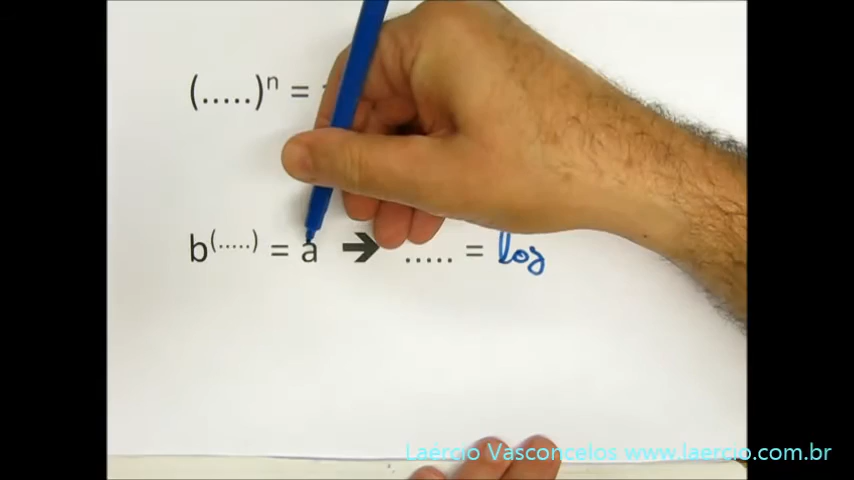 (.....)ⁿ =
b⁽·····⁾ = a ➔ ..... = log
Laércio Vasconcelos www.laercio.com.br